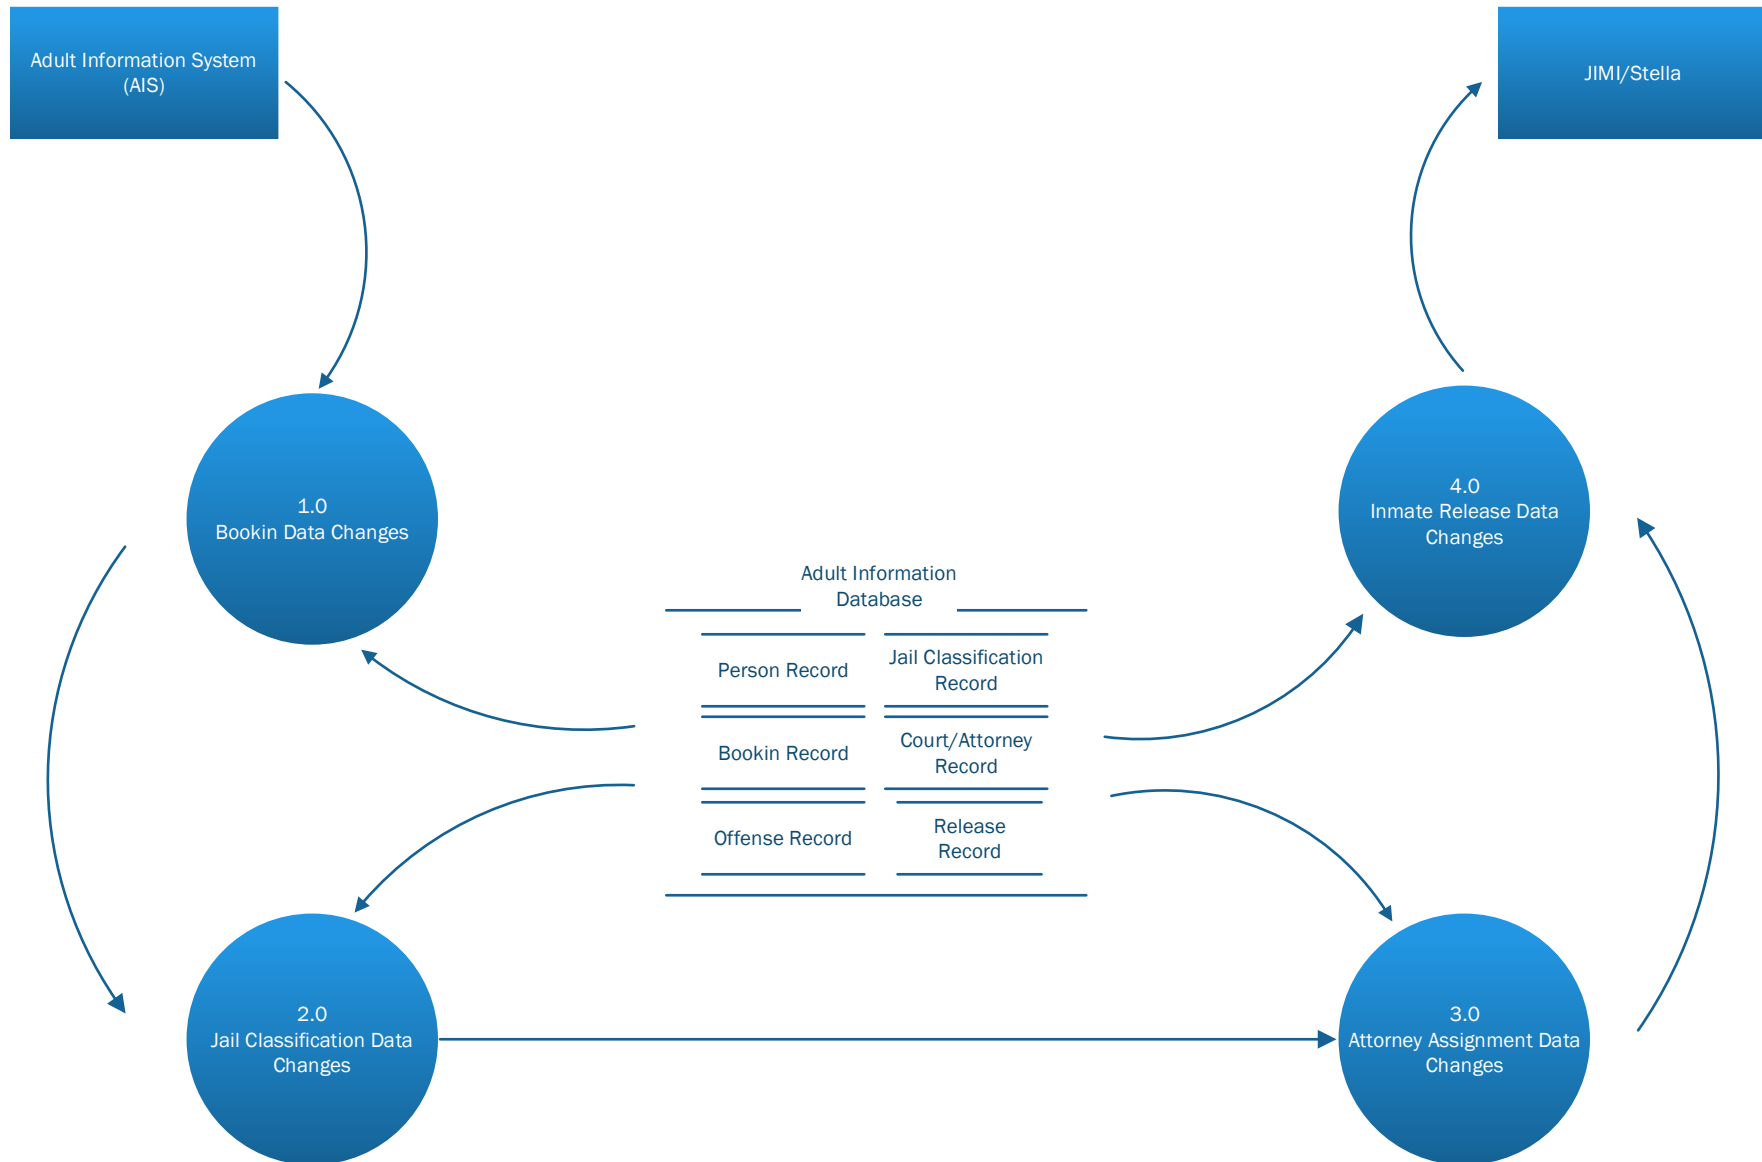 Adult Information System
(AIS)
JIMI/Stella
1.0
Bookin Data Changes
4.0
Inmate Release Data
Changes
Adult Information
Database
Person Record
Jail Classification
Record
Bookin Record
Court/Attorney
Record
Offense Record
Release
Record
2.0
Jail Classification Data
Changes
3.0
Attorney Assignment Data
Changes